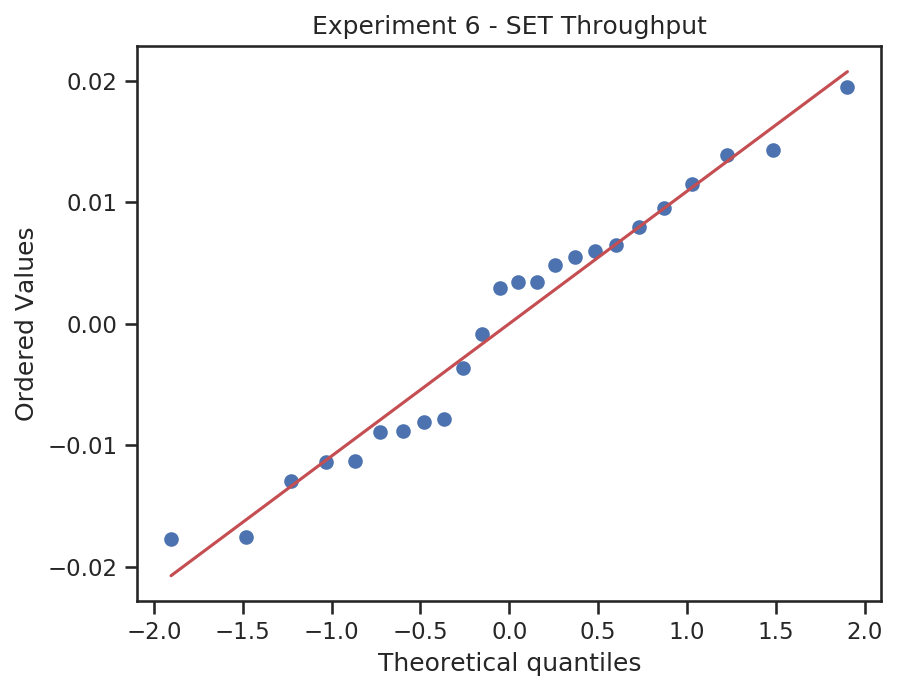 Experiment 6 - SET Throughput
Ordered Values
0.02
0.01
0.00
−0.01
−0.02
−2.0 −1.5 −1.0 −0.5 0.0 0.5 1.0 1.5 2.0
Theoretical quantiles